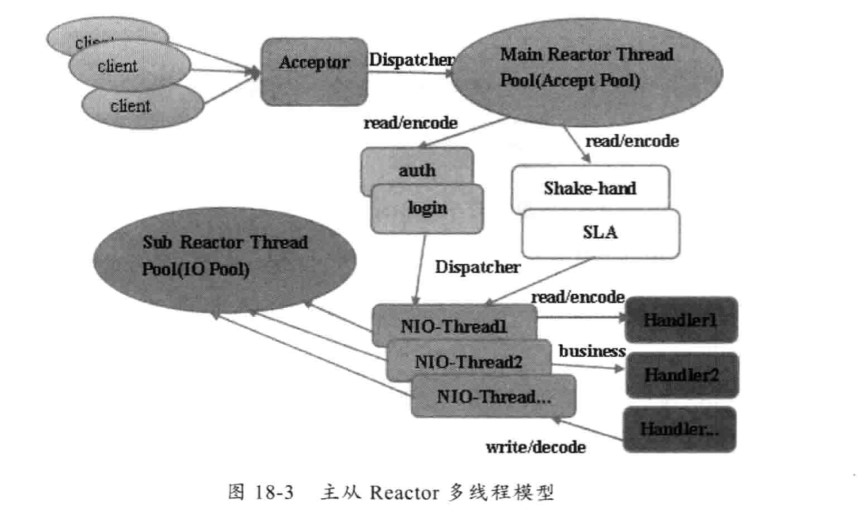 client
client
client
Acceptor
Dispatcher
Main Reactor Thread
Pool(Accept Pool)
read/encode
read/encode
auth
login
Shake-hand
SLA
Sub Reactor Thread
Pool(IO Pool)
Dispatcher
NIO-Thread1
read/encode
Handler1
NIO-Thread2
business
Handler2
NIO-Thread...
Handler...
write/decode
图 18-3 主从 Reactor 多线程模型